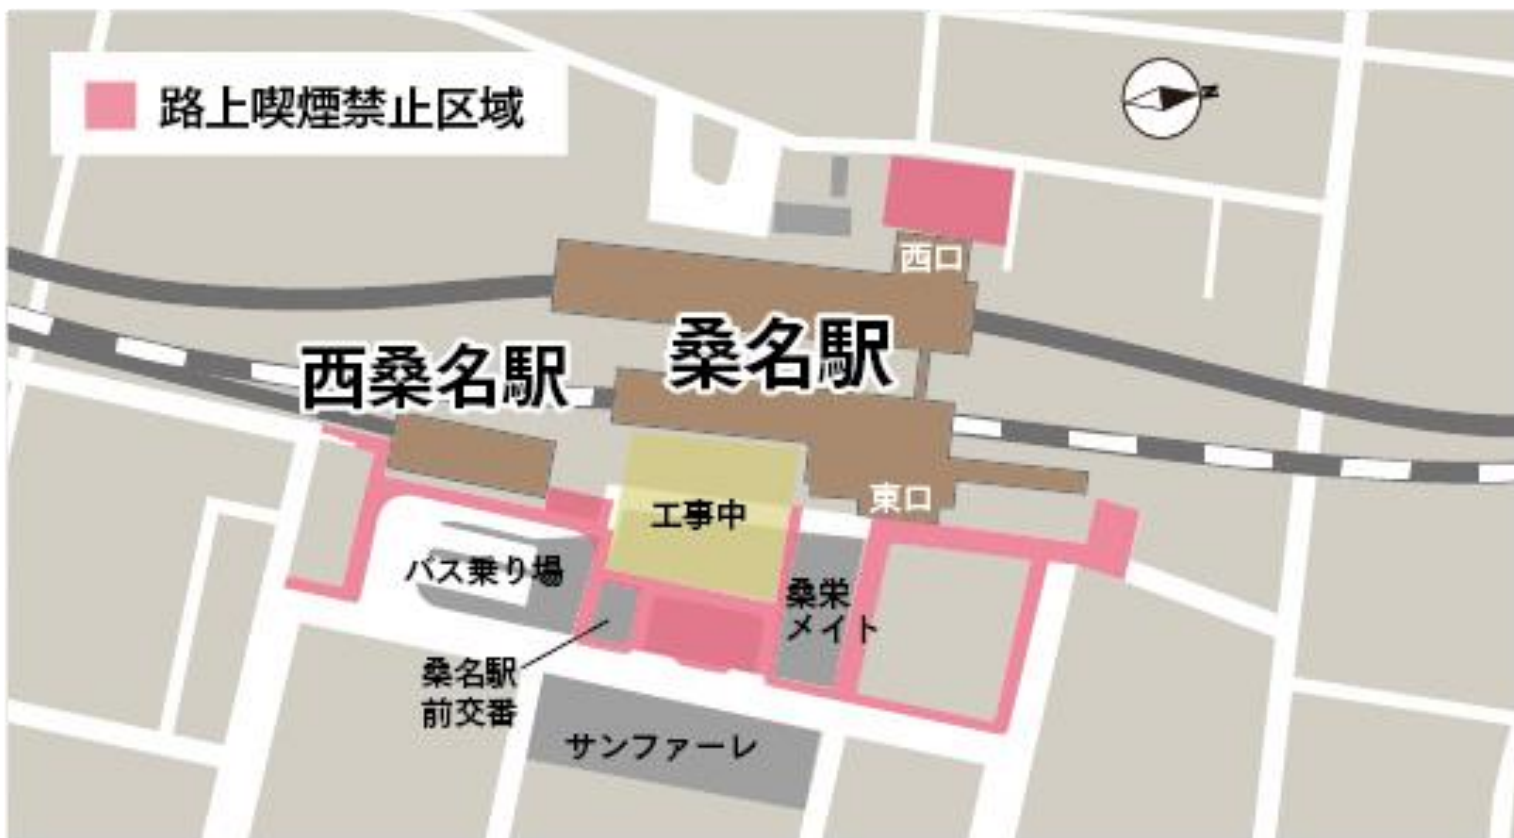 路上喫煙禁止区域
N
西口
桑名駅
西桑名駅
東口
工事中
バス乗り場
桑栄
メイト
桑名駅
前交番
サンファーレ